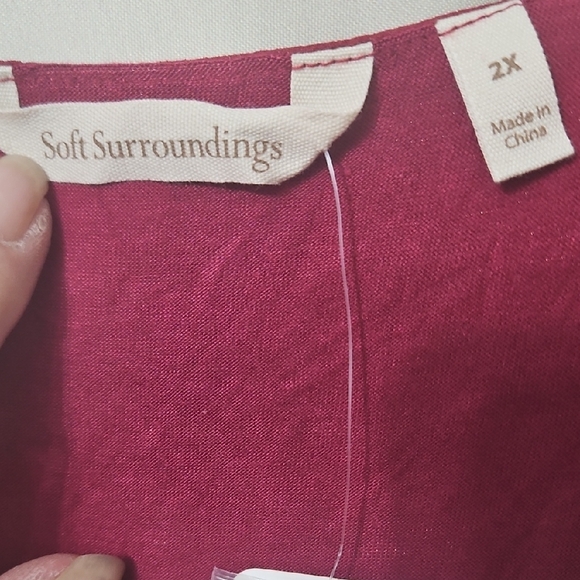 Soft Surroundings
2X
Made in
China